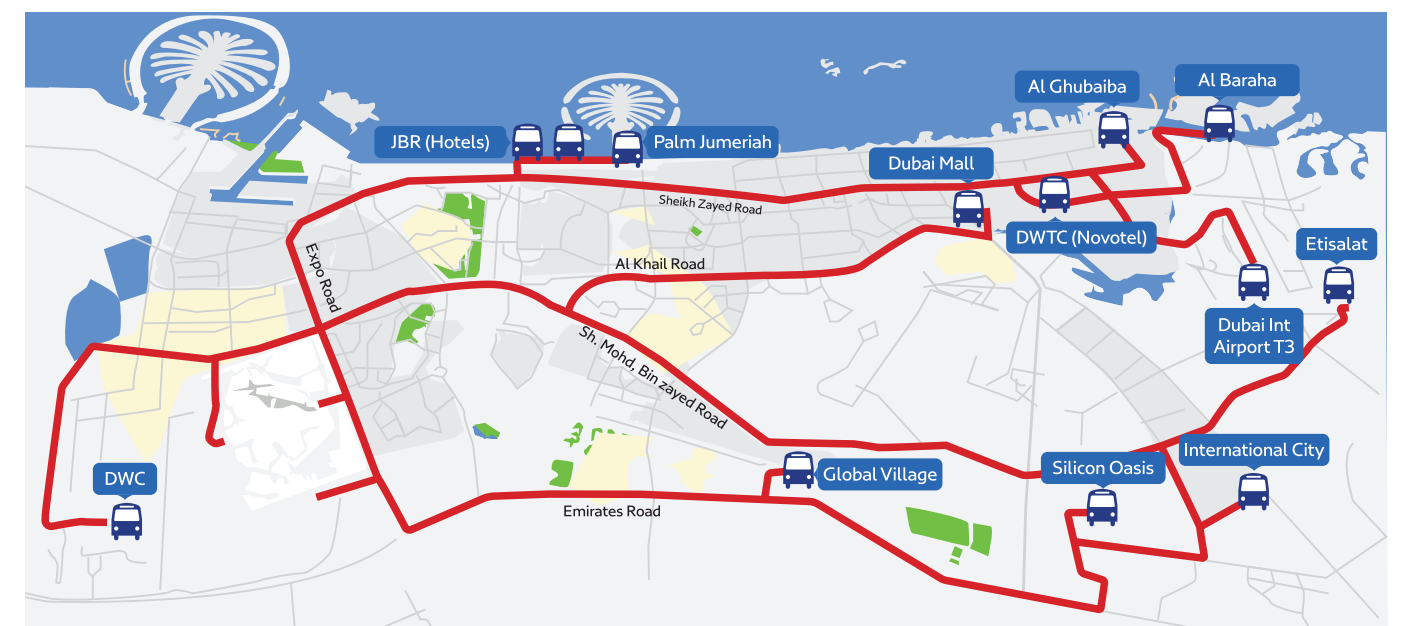 Al Baraha
Al Ghubaiba
JBR (Hotels)
Palm Jumeriah
Dubai Mall
Sheikh Zayed Road
DWTC (Novotel)
Etisalat
Al Khail Road
Expo Road
Dubai Int
Airport T3
Sh. Mohd, Bin zayed Road
International City
Silicon Oasis
Global Village
DWC
Emirates Road